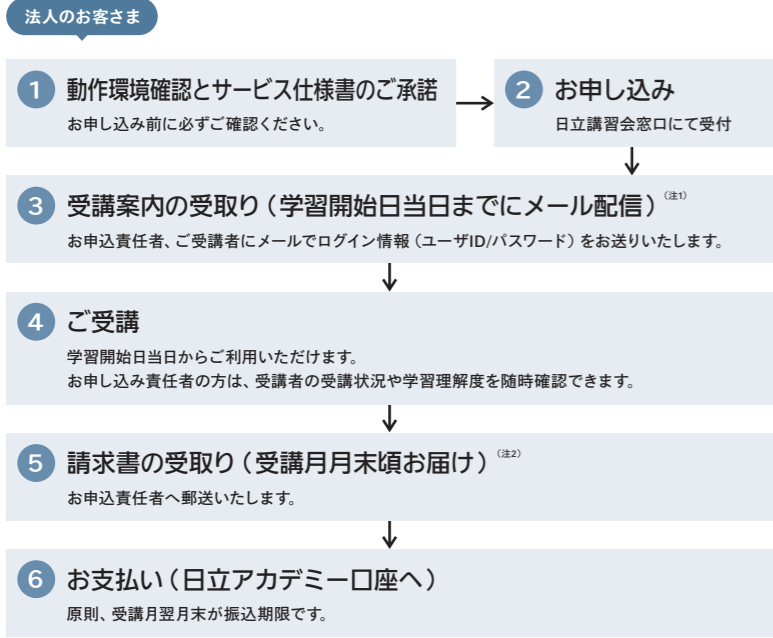 法人のお客さま
1 動作環境確認とサービス仕様書のご承諾
お申し込み前に必ずご確認ください。
2 お申し込み
日立講習会窓口にて受付
3 受講案内の受取り（学習開始日当日までにメール配信）（注1）
お申込責任者、ご受講者にメールでログイン情報（ユーザID/パスワード）をお送りいたします。
4 ご受講
学習開始日当日からご利用いただけます。
お申し込み責任者の方は、受講者の受講状況や学習理解度を随時確認できます。
5 請求書の受取り（受講月月末頃お届け）（注2）
お申込責任者へ郵送いたします。
6 お支払い（日立アカデミー口座へ）
原則、受講月翌月末が振込期限です。